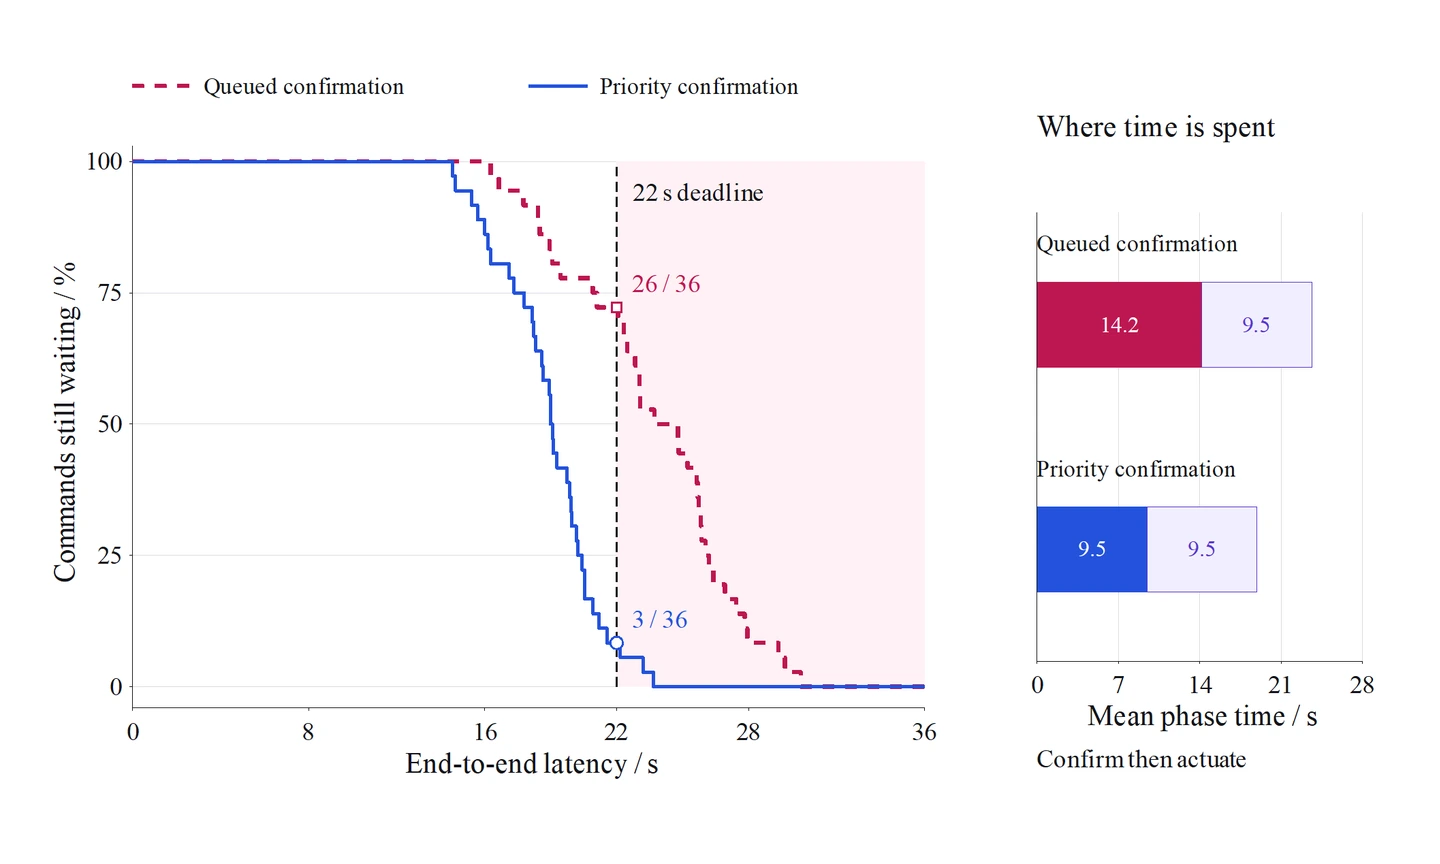 Queued confirmation
Priority confirmation
Commands still waiting / %
100
75
50
25
0
22 s deadline
26 / 36
3 / 36
0
8
16
22
28
36
End-to-end latency / s
Where time is spent
Queued confirmation
14.2
9.5
Priority confirmation
9.5
9.5
0
7
14
21
28
Mean phase time / s
Confirm then actuate